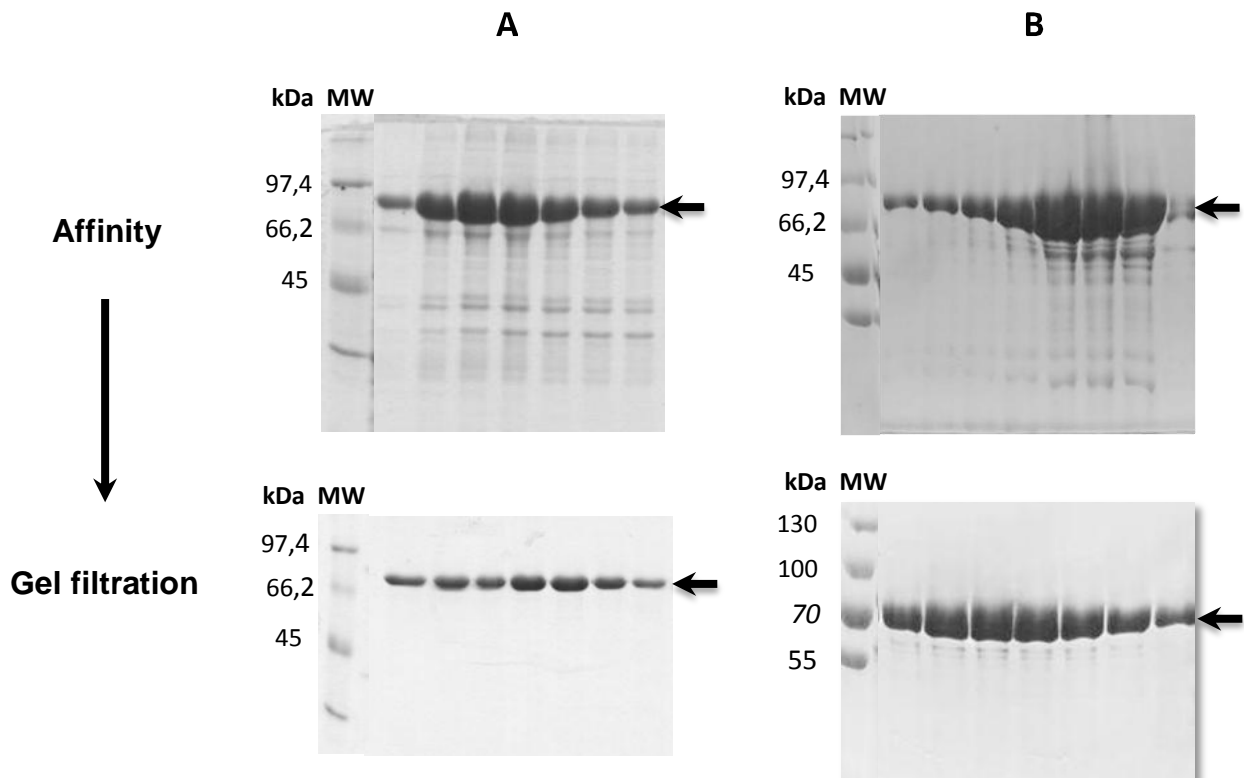 A
B
kDa MW
97,4
66,2
45
kDa MW
97,4
66,2
45
Affinity
Gel filtration
kDa MW
97,4
66,2
45
kDa MW
130
100
70
55